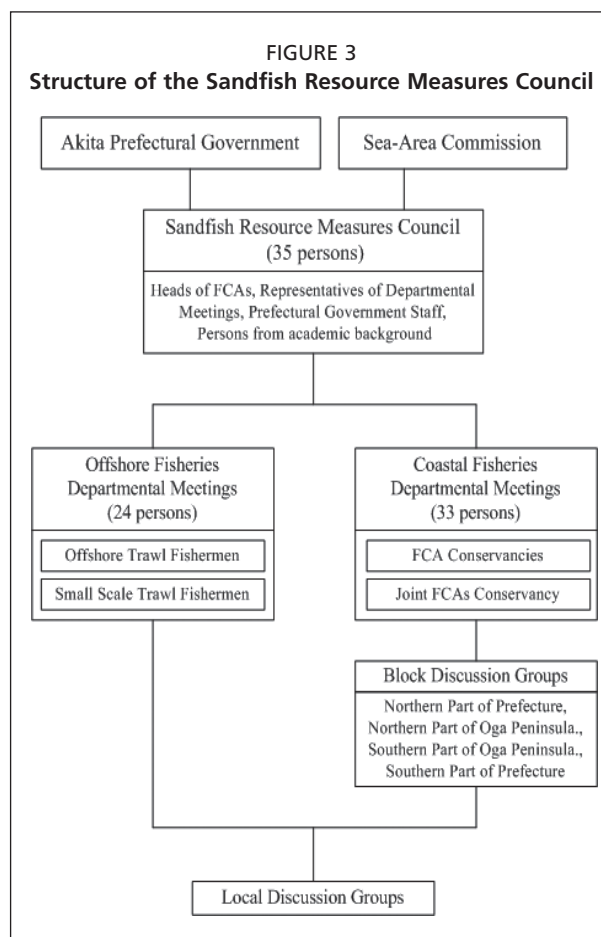 FIGURE 3
Structure of the Sandfish Resource Measures Council
Akita Prefectural Government
Sea-Area Commission
Sandfish Resource Measures Council
(35 persons)
Heads of FCAs, Representatives of Departmental
Meetings, Prefectural Government Staff,
Persons from academic background
Offshore Fisheries
Departmental Meetings
(24 persons)
Offshore Trawl Fishermen
Small Scale Trawl Fishermen
Coastal Fisheries
Departmental Meetings
(33 persons)
FCA Conservancies
Joint FCAs Conservancy
Block Discussion Groups
Northern Part of Prefecture,
Northern Part of Oga Peninsula.,
Southern Part of Oga Peninsula.,
Southern Part of Prefecture
Local Discussion Groups